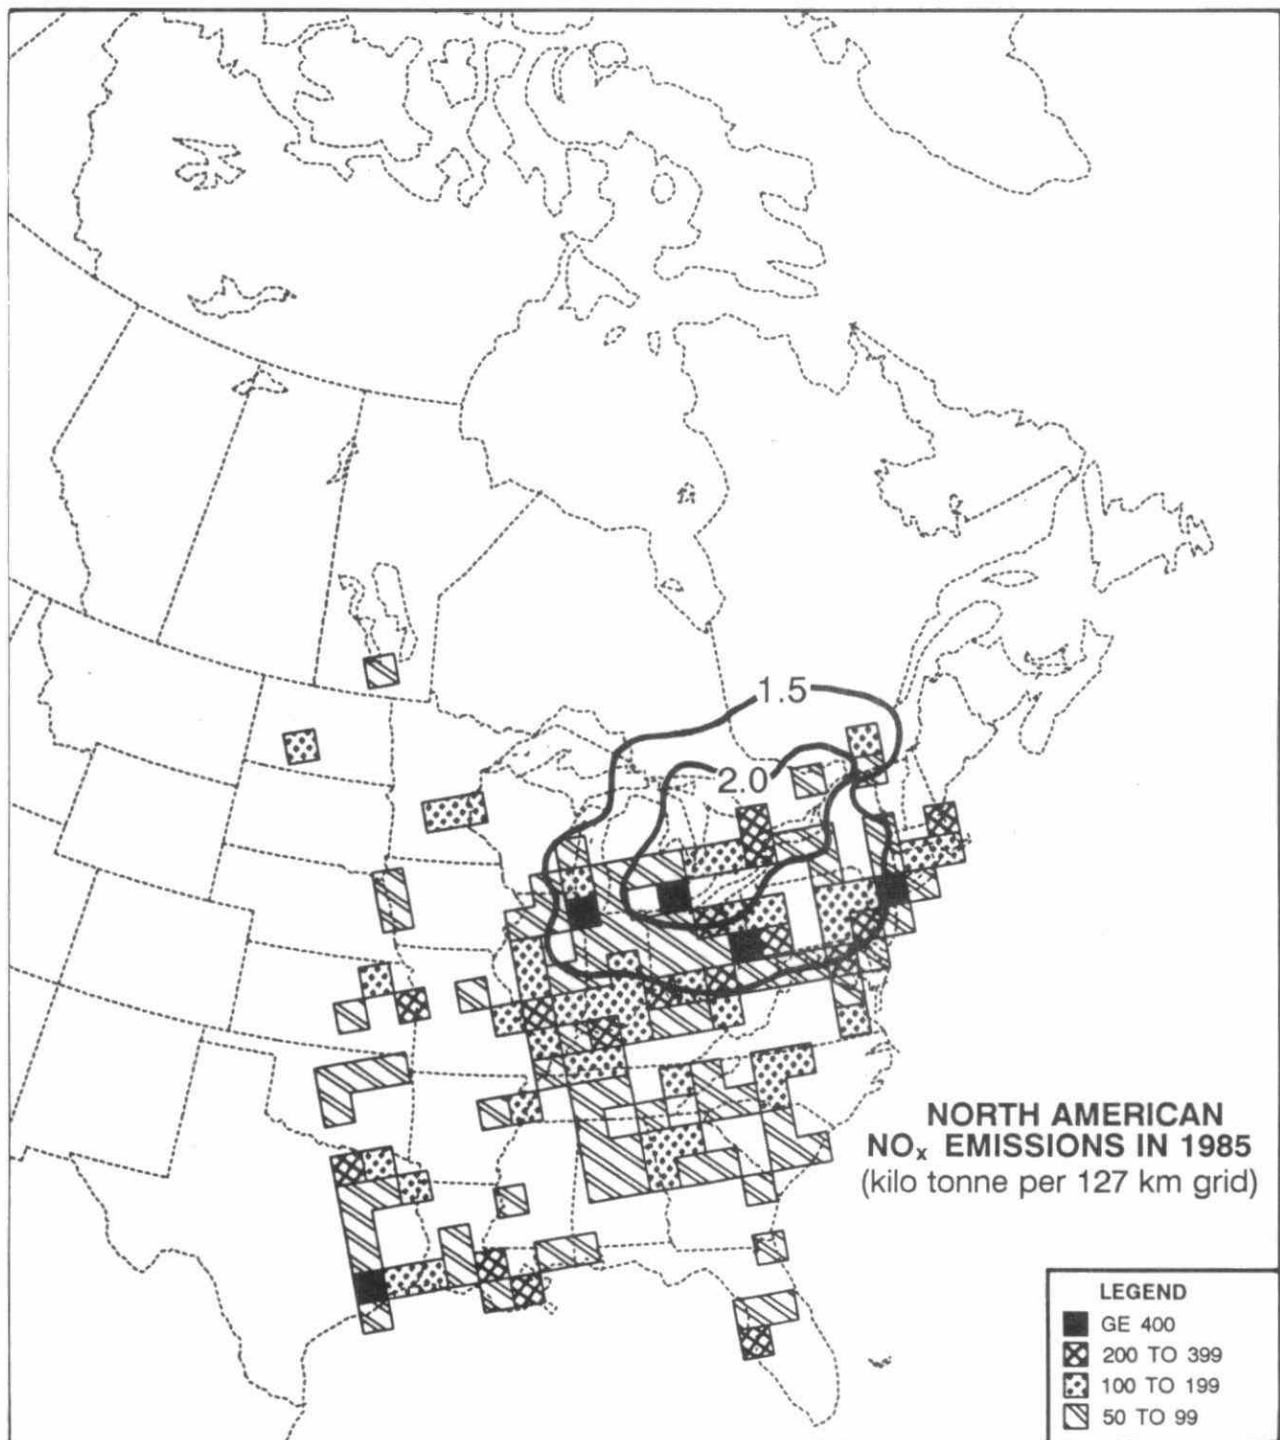 1.5
2.0
NORTH AMERICAN
NOx EMISSIONS IN 1985
(kilo tonne per 127 km grid)
LEGEND
GE 400
200 TO 399
100 TO 199
50 TO 99